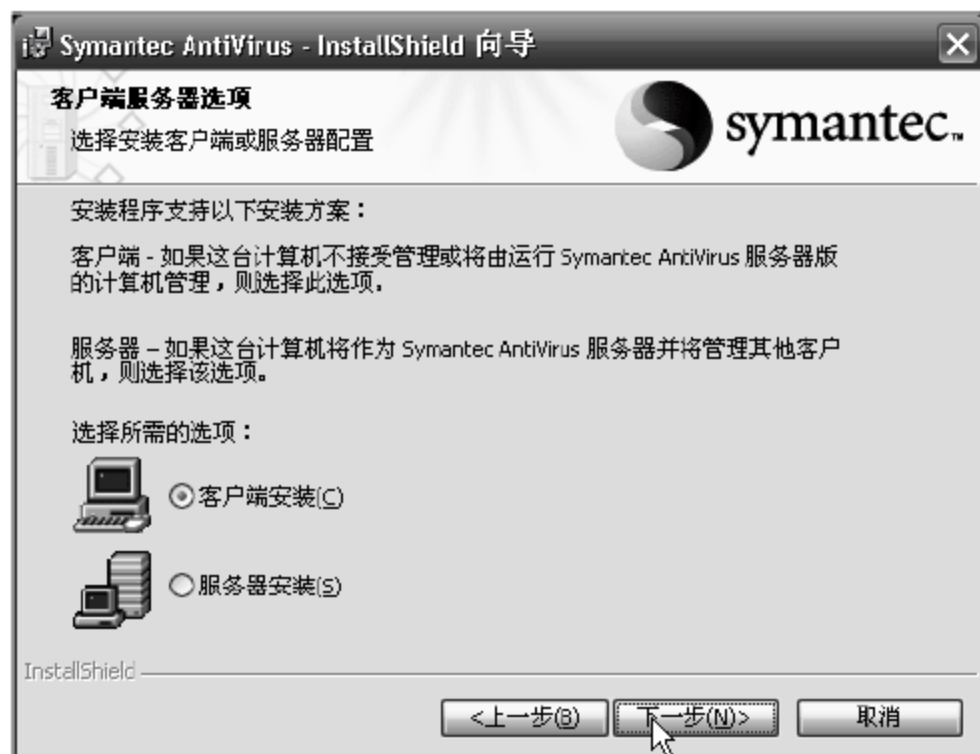 Symantec AntiVirus - InstallShield 向导
客户端服务器选项
选择安装客户端或服务器配置
symantec.
安装程序支持以下安装方案：
客户端 - 如果这台计算机不接受管理或将由运行 Symantec AntiVirus 服务器版
的计算机管理，则选择此选项。
服务器 – 如果这台计算机将作为 Symantec AntiVirus 服务器并将管理其他客户
机，则选择该选项。
选择所需的选项：
客户端安装(C)
服务器安装(S)
InstallShield
<上一步(B)
下一步(N)>
取消